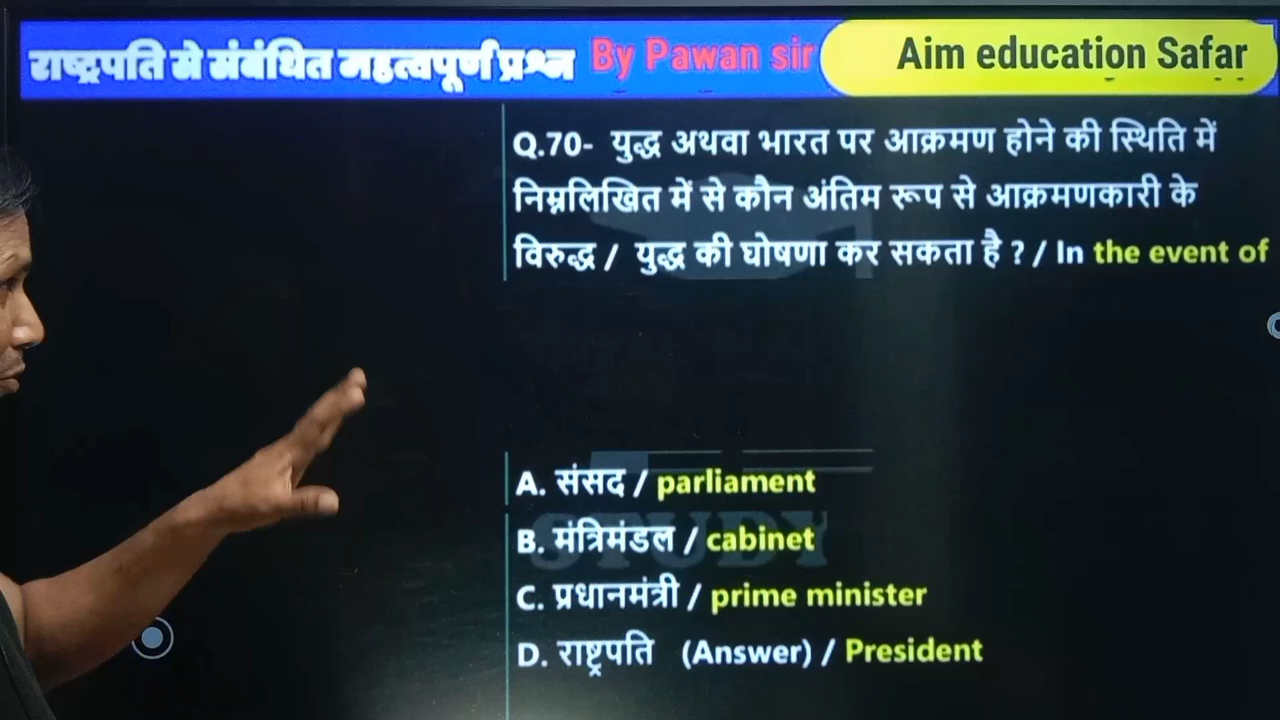 राष्ट्रपति से संबंधित महत्वपूर्ण प्रश्न By Pawan sir Aim education Safar
Q.70- युद्ध अथवा भारत पर आक्रमण होने की स्थिति में
निम्नलिखित में से कौन अंतिम रूप से आक्रमणकारी के
विरुद्ध / युद्ध की घोषणा कर सकता है ? / In the event of
A. संसद / parliament
STUDY
B. मंत्रिमंडल / cabinet
C. प्रधानमंत्री / prime minister
D. राष्ट्रपति (Answer) / President